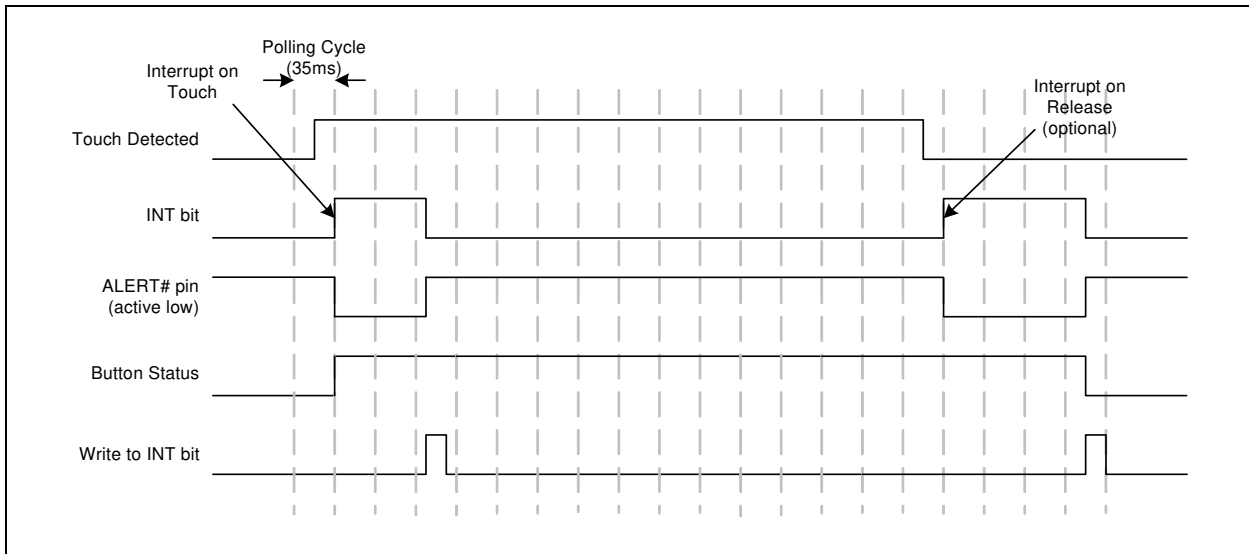 Polling Cycle
(35ms)
Interrupt on
Touch
Interrupt on
Release
(optional)
Touch Detected
INT bit
ALERT# pin
(active low)
Button Status
Write to INT bit